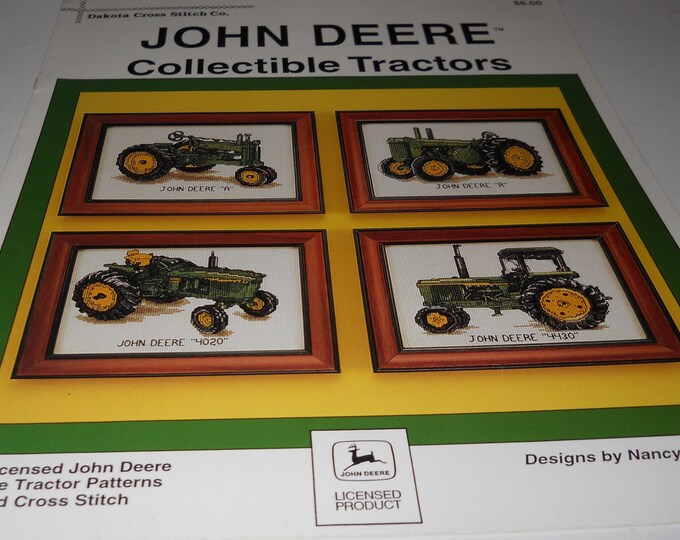 Dakota Cross Stitch Co.
$6.00
JOHN DEERE™
Collectible Tractors
JOHN DEERE "A"
JOHN DEERE "R"
JOHN DEERE "4020"
JOHN DEERE "4430"
censed John Deere
e Tractor Patterns
d Cross Stitch
JOHN DEERE
LICENSED
PRODUCT
Designs by Nancy